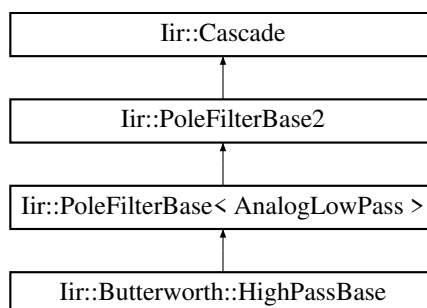 Iir::Cascade
Iir::PoleFilterBase2
Iir::PoleFilterBase< AnalogLowPass >
Iir::Butterworth::HighPassBase